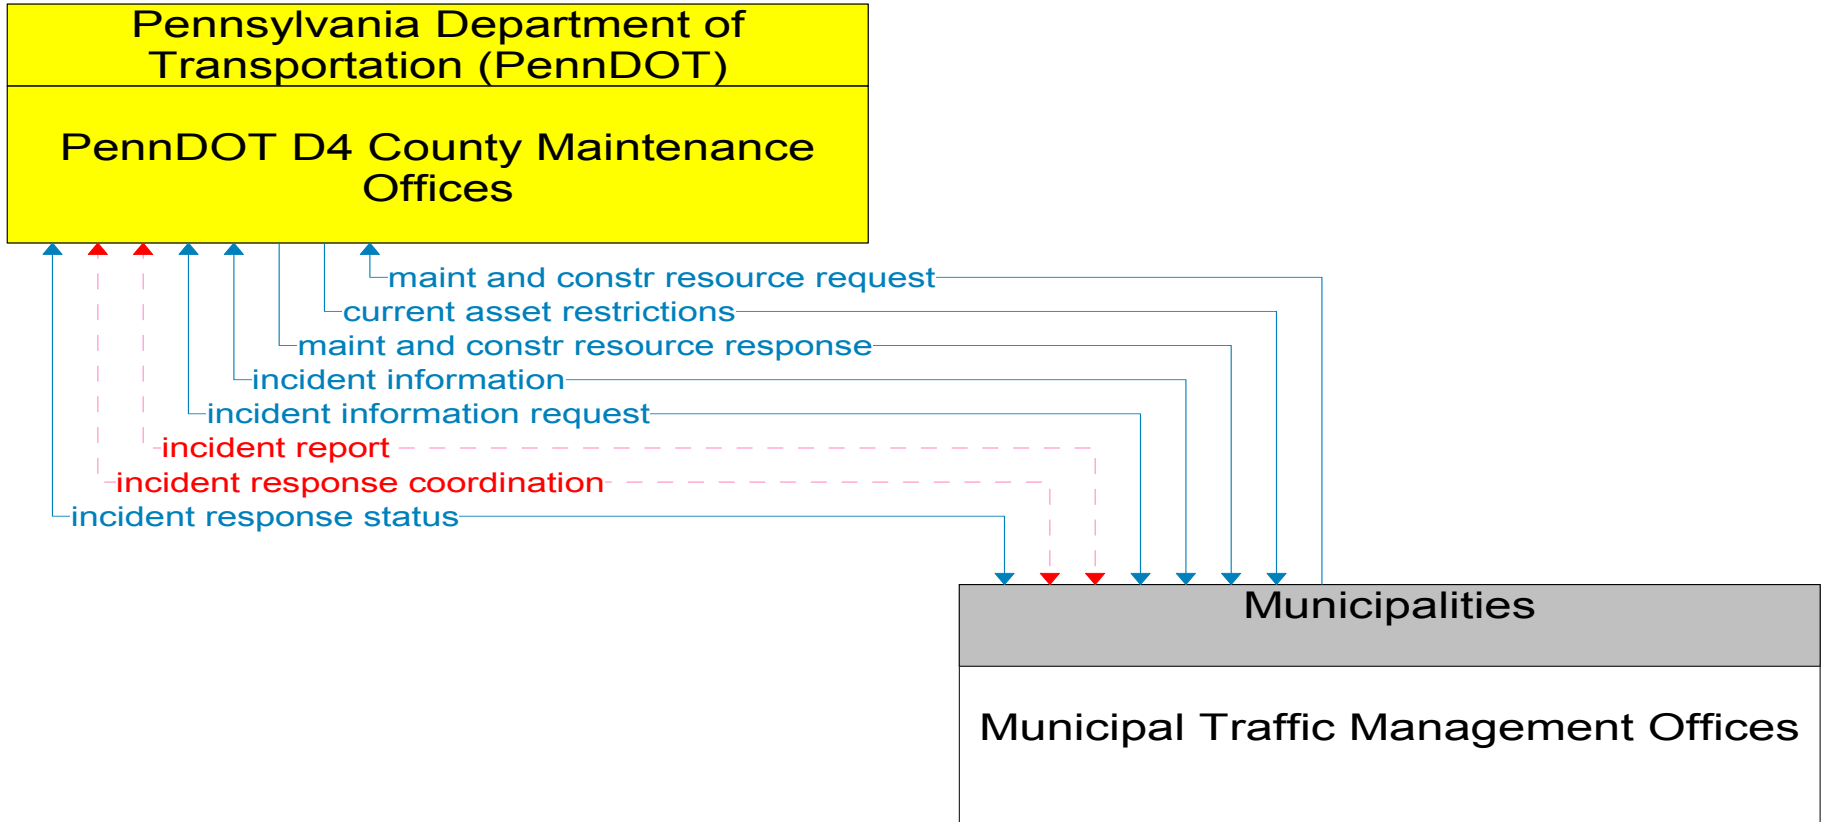 Pennsylvania Department of
Transportation (PennDOT)
PennDOT D4 County Maintenance
Offices
maint and constr resource request
current asset restrictions
maint and constr resource response
incident information
incident information request
incident report
incident response coordination
incident response status
Municipalities
Municipal Traffic Management Offices